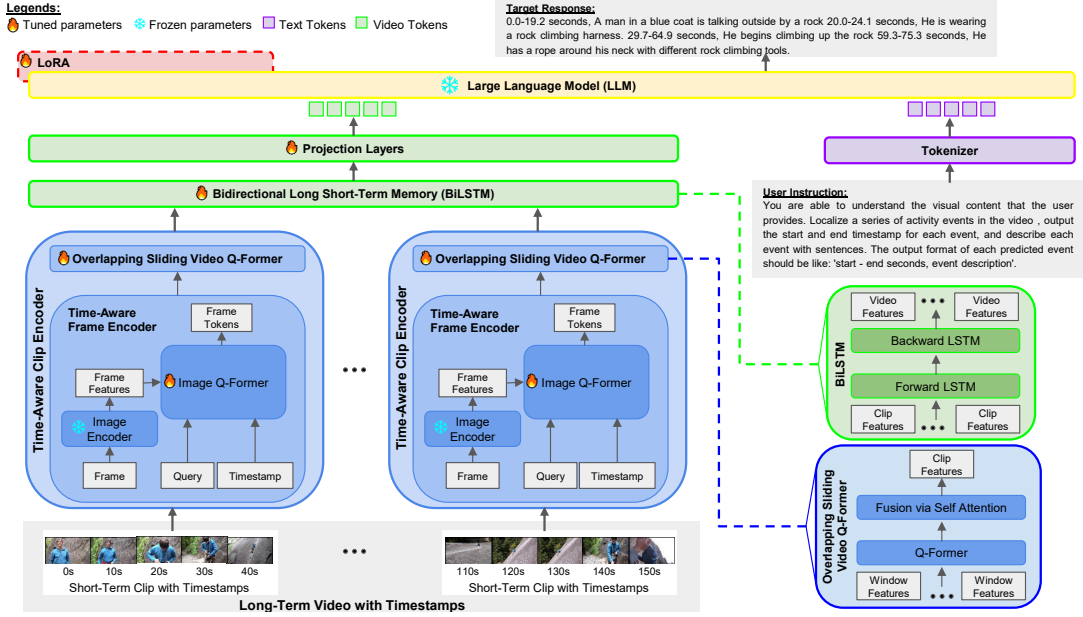 Legends:
Tuned parameters
Frozen parameters
Text Tokens
Video Tokens
Target Response:
0.0-19.2 seconds, A man in a blue coat is talking outside by a rock 20.0-24.1 seconds, He is wearing
a rock climbing harness. 29.7-64.9 seconds, He begins climbing up the rock 59.3-75.3 seconds, He
has a rope around his neck with different rock climbing tools.
LoRA
Large Language Model (LLM)
Projection Layers
Tokenizer
Bidirectional Long Short-Term Memory (BiLSTM)
User Instruction:
You are able to understand the visual content that the user
provides. Localize a series of activity events in the video , output
the start and end timestamp for each event, and describe each
event with sentences. The output format of each predicted event
should be like: 'start - end seconds, event description'.
Time-Aware Clip Encoder
Overlapping Sliding Video Q-Former
Time-Aware
Frame Encoder
Frame
Tokens
Image Q-Former
Frame
Features
Image
Encoder
Frame
Query
Timestamp
Time-Aware Clip Encoder
Overlapping Sliding Video Q-Former
Time-Aware
Frame Encoder
Frame
Tokens
Image Q-Former
Frame
Features
Image
Encoder
Frame
Query
Timestamp
BiLSTM
Video
Features
Video
Features
Backward LSTM
Forward LSTM
Clip
Features
Clip
Features
Overlapping Sliding
Video Q-Former
Clip
Features
Fusion via Self Attention
Q-Former
Window
Features
Window
Features
0s 10s 20s 30s 40s
Short-Term Clip with Timestamps
110s 120s 130s 140s 150s
Short-Term Clip with Timestamps
Long-Term Video with Timestamps